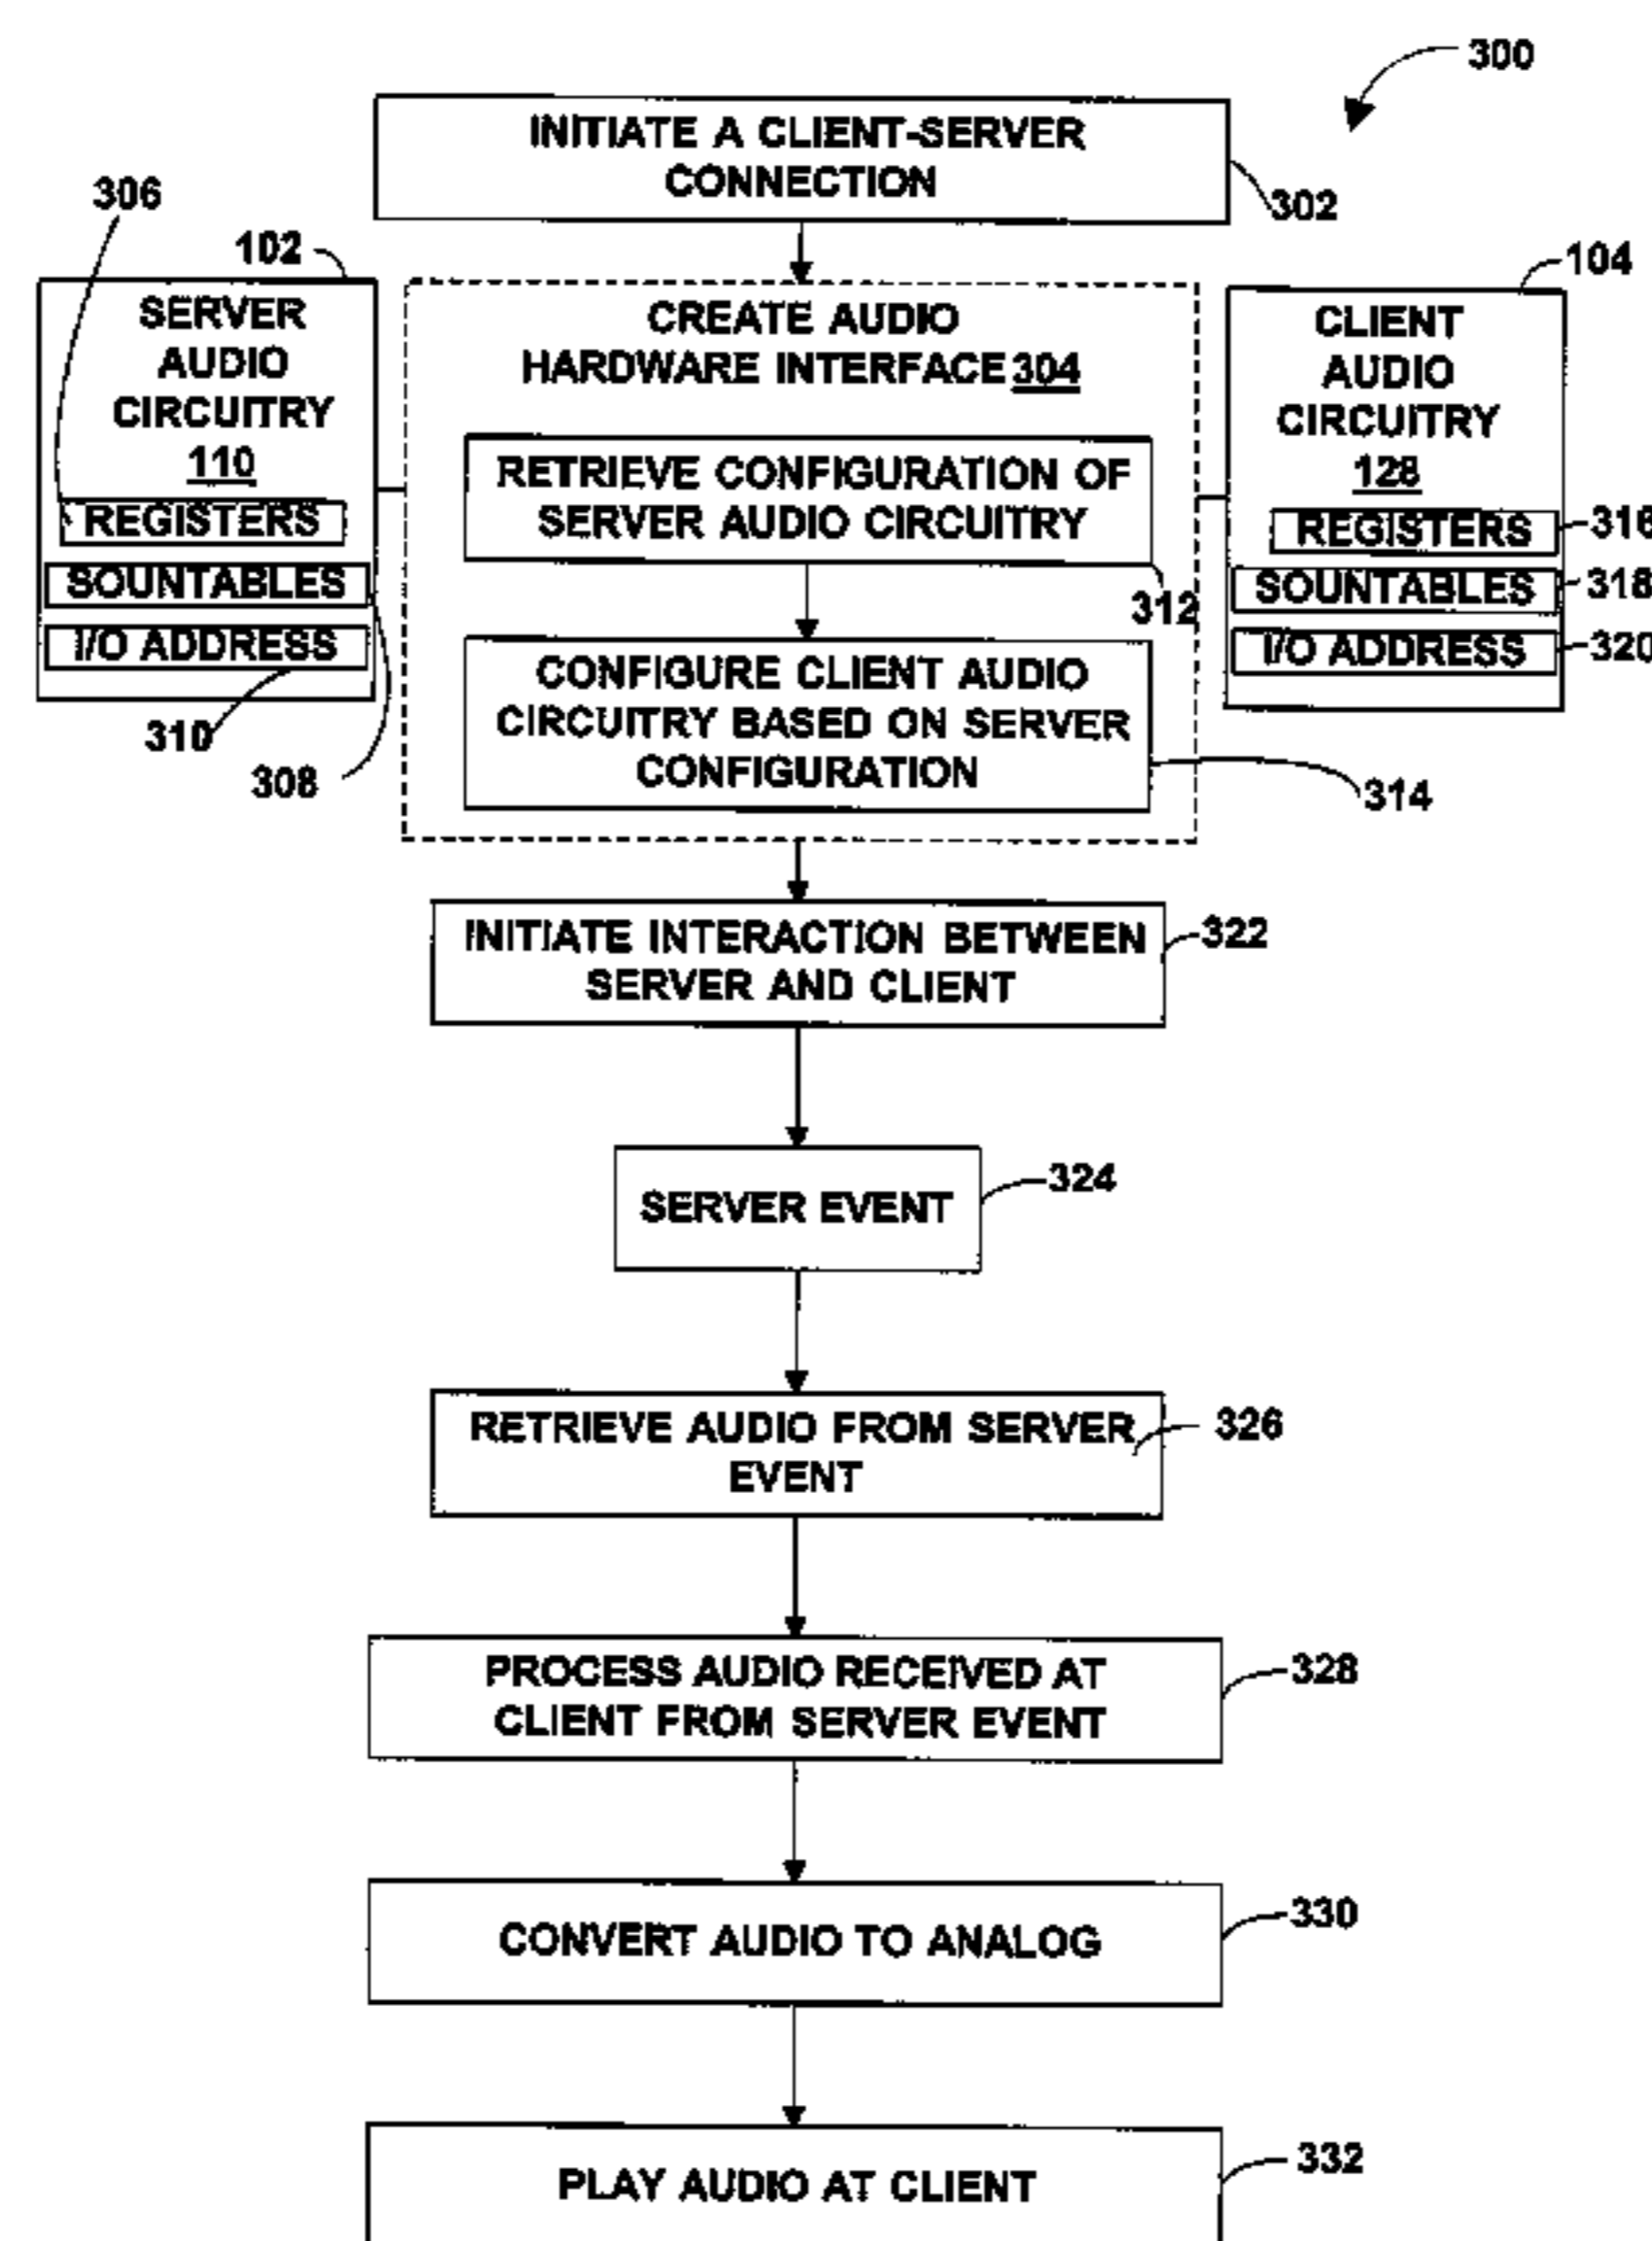 300
INITIATE A CLIENT-SERVER
CONNECTION
302
306
102
SERVER
AUDIO
CIRCUITRY
110
REGISTERS
SOUNTABLES
I/O ADDRESS
310
308
CREATE AUDIO
HARDWARE INTERFACE 304
RETRIEVE CONFIGURATION OF
SERVER AUDIO CIRCUITRY
312
CONFIGURE CLIENT AUDIO
CIRCUITRY BASED ON SERVER
CONFIGURATION
314
104
CLIENT
AUDIO
CIRCUITRY
128
REGISTERS
316
SOUNTABLES
318
I/O ADDRESS
320
INITIATE INTERACTION BETWEEN
SERVER AND CLIENT
322
SERVER EVENT
324
RETRIEVE AUDIO FROM SERVER
EVENT
326
PROCESS AUDIO RECEIVED AT
CLIENT FROM SERVER EVENT
328
CONVERT AUDIO TO ANALOG
330
PLAY AUDIO AT CLIENT
332